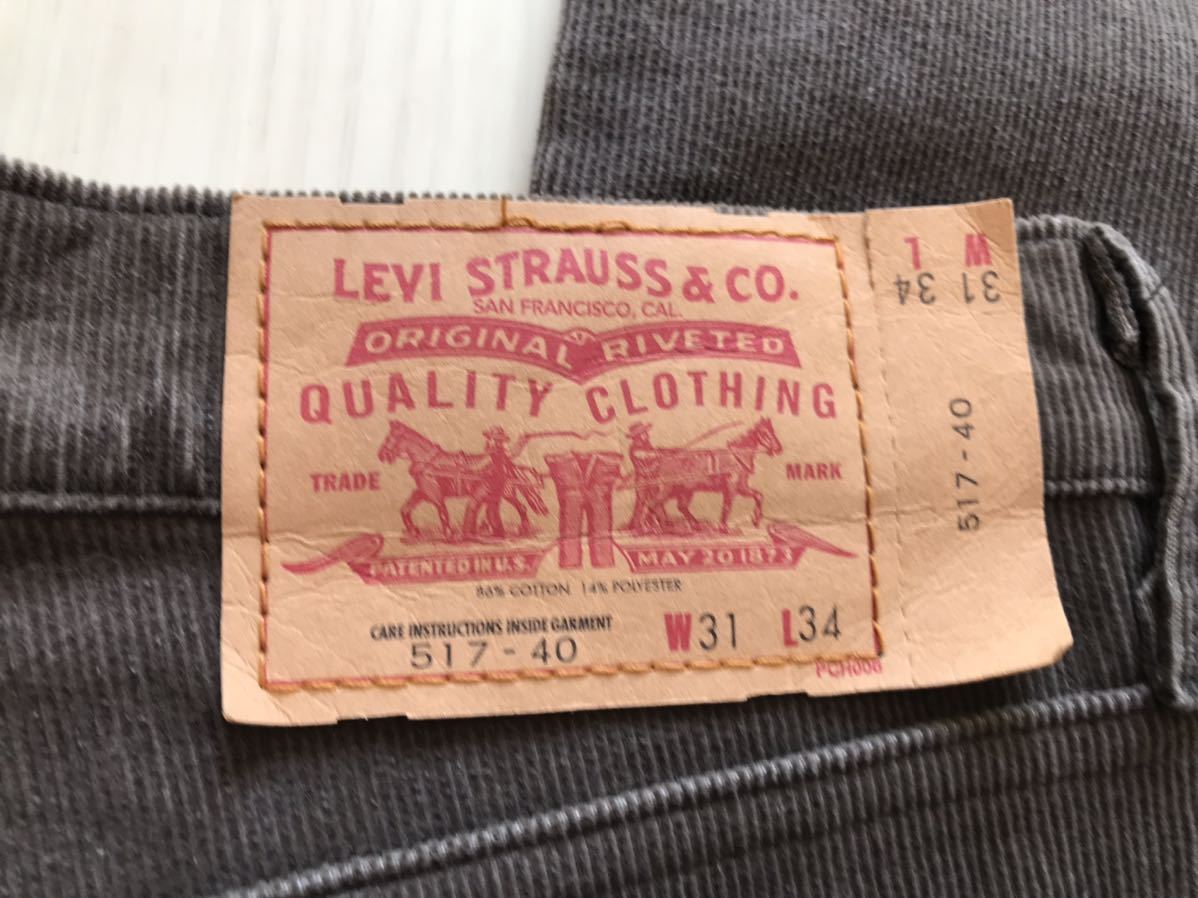 LEVI STRAUSS & CO.
SAN FRANCISCO, CAL.
ORIGINAL RIVETED
QUALITY CLOTHING
TRADE MARK
PATENTED IN U.S. MAY 20 1873
86% COTTON 14% POLYESTER
CARE INSTRUCTIONS INSIDE GARMENT
517-40
W31 L34
PCH006
L W
34 31
517-40